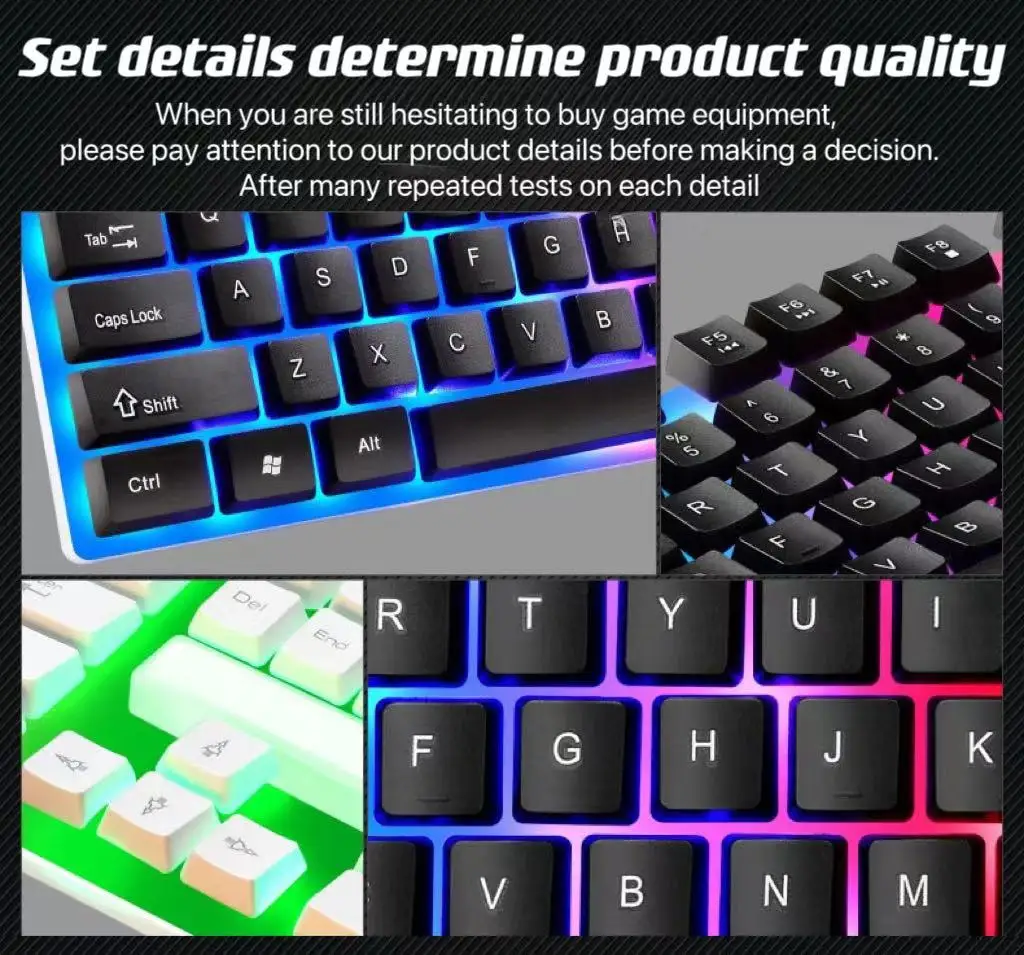 Set details determine product quality
When you are still hesitating to buy game equipment,
please pay attention to our product details before making a decision.
After many repeated tests on each detail
Tab Q
Caps Lock A S D F G H
Shift Z X C V B
Ctrl Alt
F5 F6 F7 F8
% 5 ^ 6 & 7 * 8 ( 9
R T Y U
F G H
V B
Del
End
R T Y U I
F G H J K
V B N M